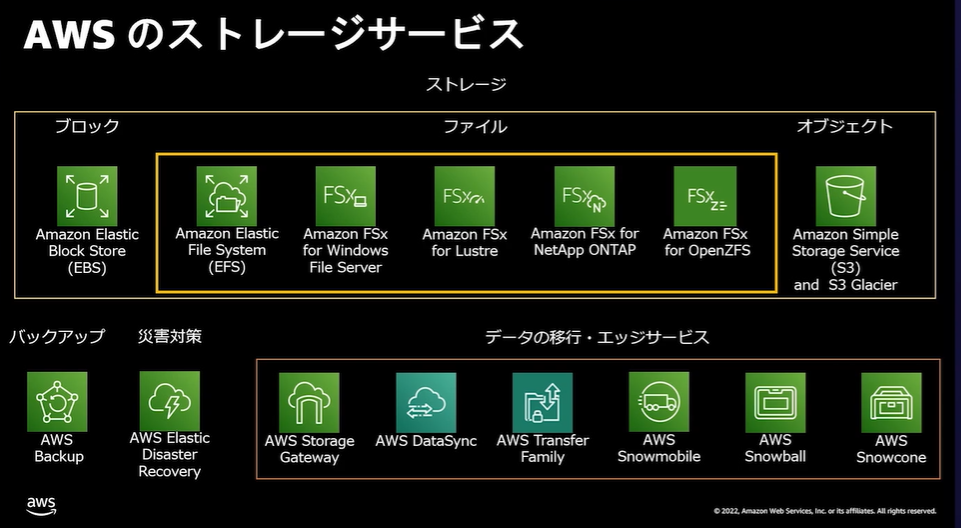 AWS のストレージサービス
ストレージ
ブロック
ファイル
オブジェクト
FSx
FSx
FSx
N
FSx
Z
Amazon Elastic
Block Store
(EBS)
Amazon Elastic
File System
(EFS)
Amazon FSx
for Windows
File Server
Amazon FSx
for Lustre
Amazon FSx for
NetApp ONTAP
Amazon FSx
for OpenZFS
Amazon Simple
Storage Service
(S3)
and S3 Glacier
バックアップ
災害対策
データの移行・エッジサービス
AWS
Backup
AWS Elastic
Disaster
Recovery
AWS Storage
Gateway
AWS DataSync
AWS Transfer
Family
AWS
Snowmobile
AWS
Snowball
AWS
Snowcone
aws
© 2022, Amazon Web Services, Inc. or its affiliates. All rights reserved.